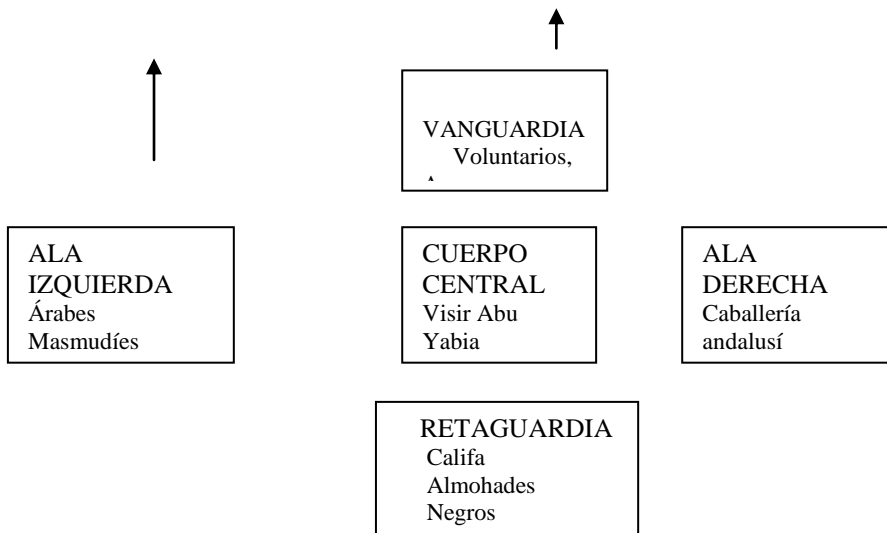 VANGUARDIA
Voluntarios,
ALA
IZQUIERDA
Árabes
Masmudíes
CUERPO
CENTRAL
Visir Abu
Yabia
ALA
DERECHA
Caballería
andalusí
RETAGUARDIA
Califa
Almohades
Negros